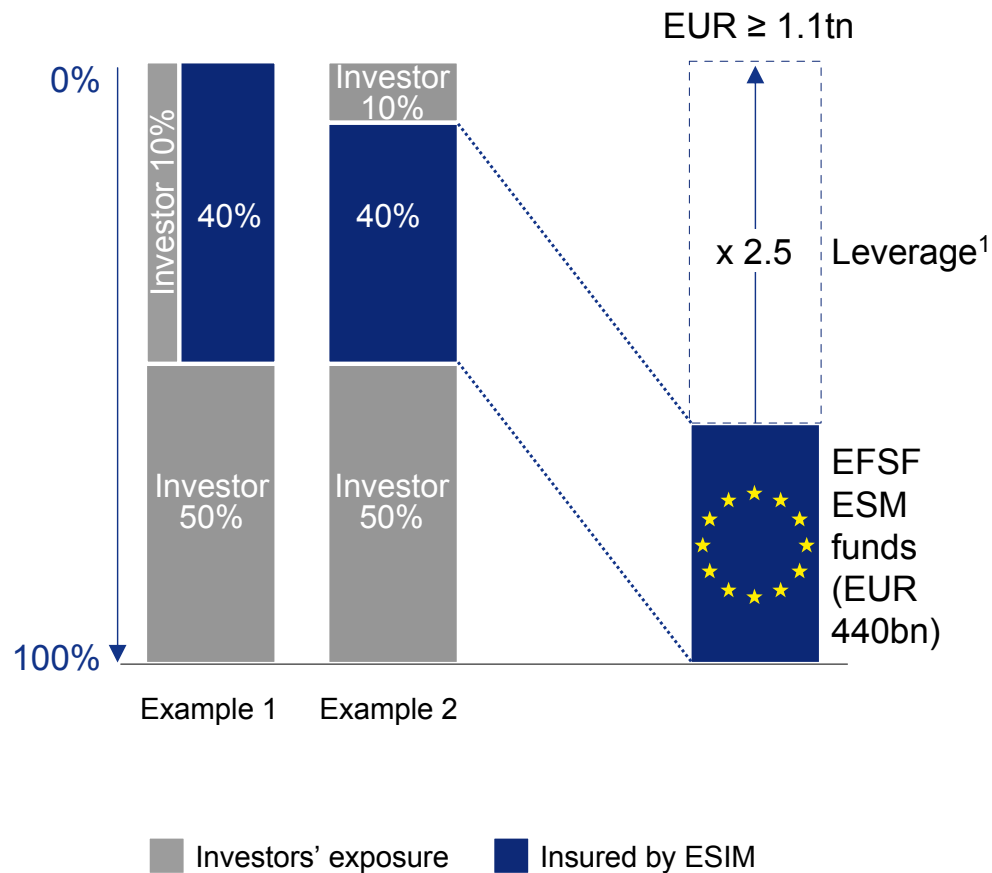 EUR ≥ 1.1tn
0%
Investor 10%
40%
Investor
10%
40%
x 2.5
Leverage¹
Investor
50%
Investor
50%
EFSF
ESM
funds
(EUR
440bn)
100%
Example 1
Example 2
Investors’ exposure
Insured by ESIM